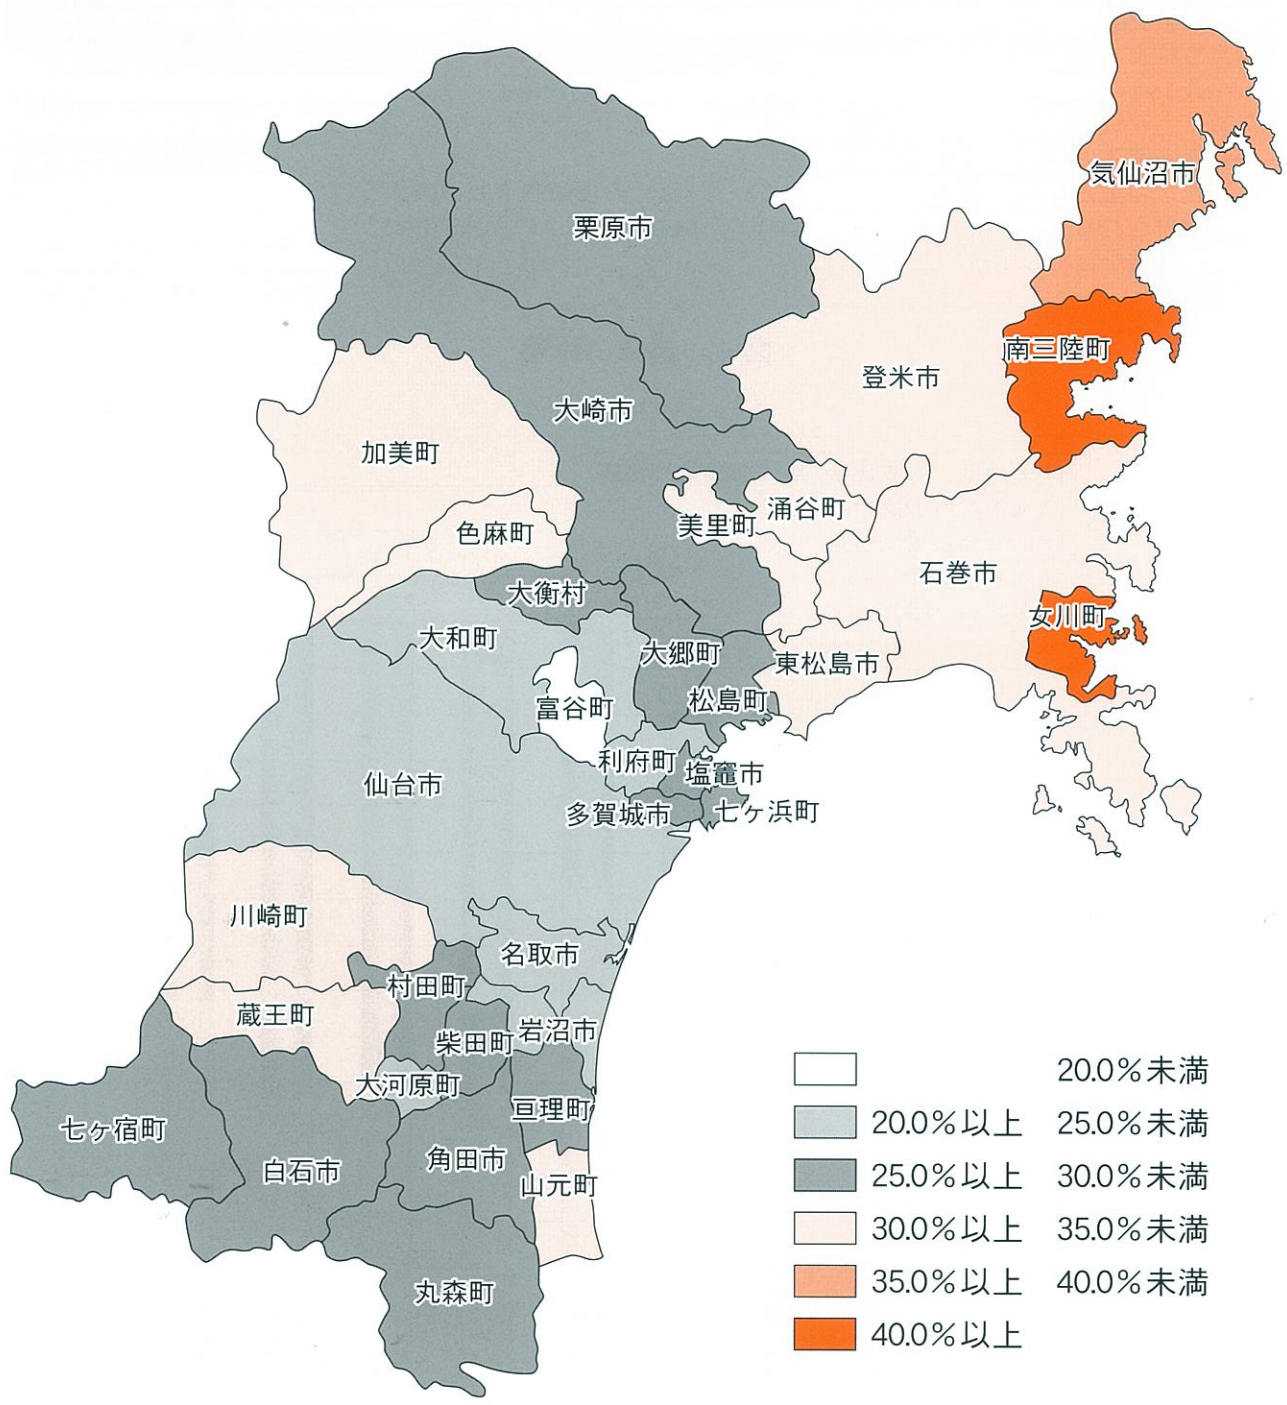 気仙沼市
栗原市
南三陸町
登米市
大崎市
加美町
涌谷町
美里町
色麻町
石巻市
大衡村
女川町
大和町
大郷町
東松島市
松島町
富谷町
利府町
塩竈市
仙台市
多賀城市
七ヶ浜町
川崎町
名取市
村田町
蔵王町
岩沼市
柴田町
大河原町
亘理町
七ヶ宿町
角田市
白石市
山元町
丸森町
20.0%未満
20.0%以上 25.0%未満
25.0%以上 30.0%未満
30.0%以上 35.0%未満
35.0%以上 40.0%未満
40.0%以上